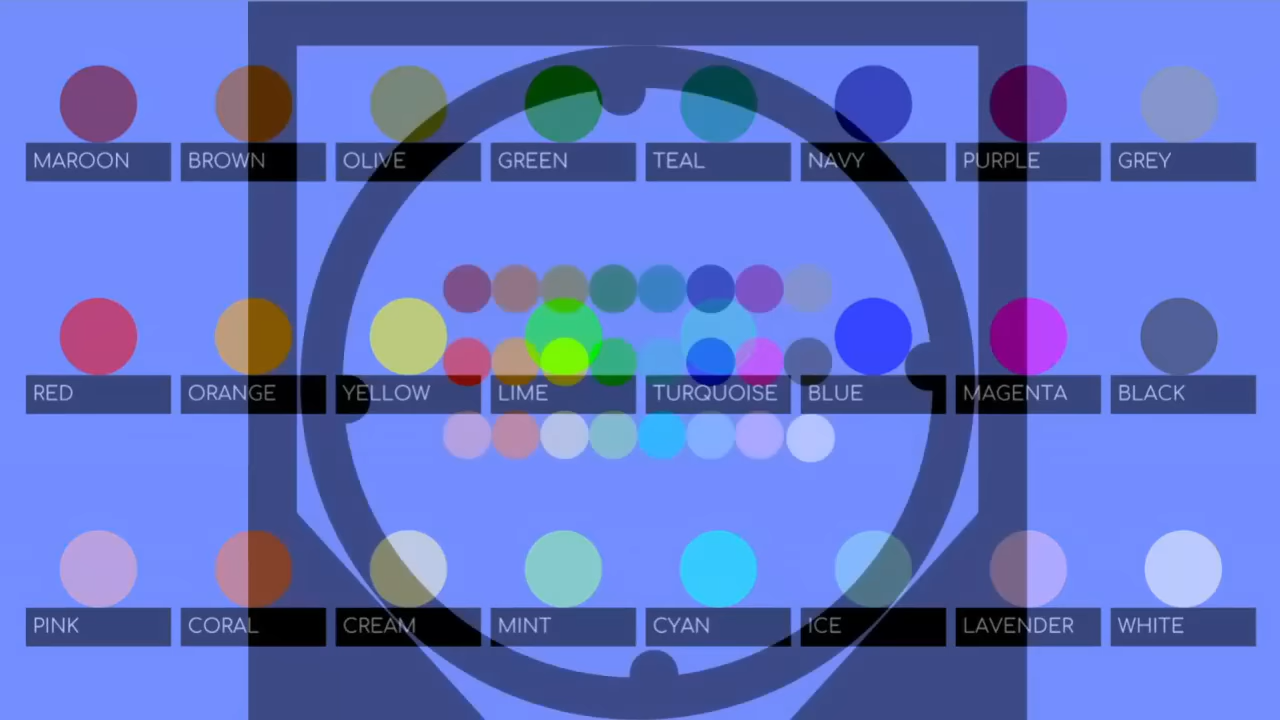 MAROON BROWN OLIVE GREEN TEAL NAVY PURPLE GREY
RED ORANGE YELLOW LIME TURQUOISE BLUE MAGENTA BLACK
PINK CORAL CREAM MINT CYAN ICE LAVENDER WHITE